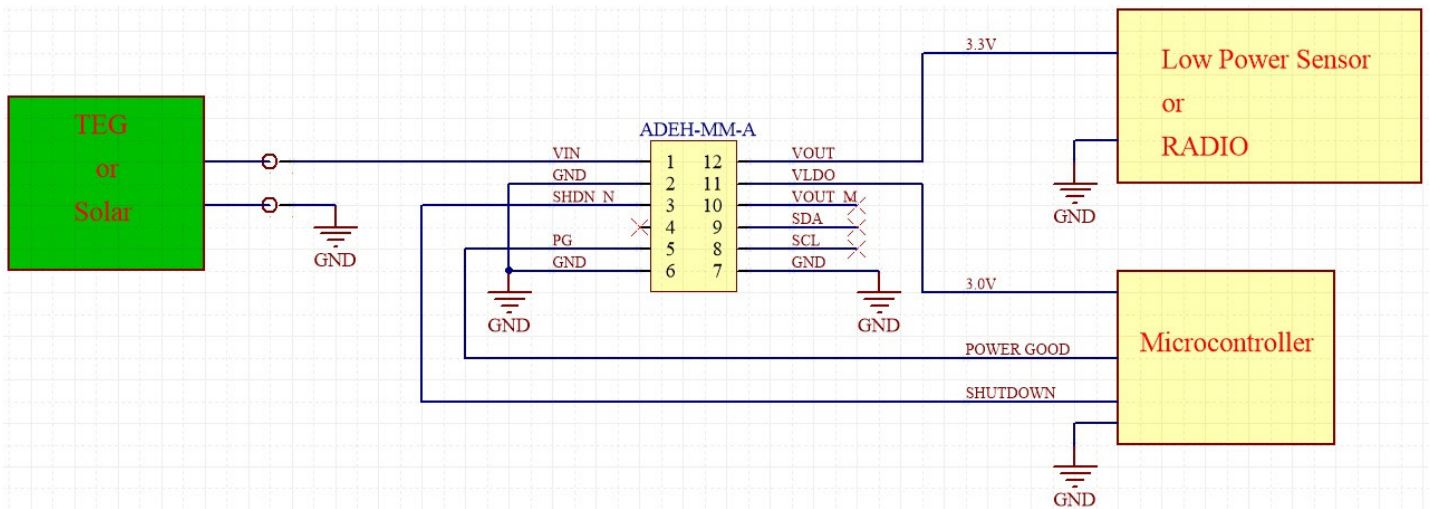 TEG
or
Solar
GND
ADEH-MM-A
VIN
GND
SHDN_N
PG
GND
1
2
3
4
5
6
12
11
10
9
8
7
VOUT
VLDO
VOUT_M
SDA
SCL
GND
GND
GND
3.3V
Low Power Sensor
or
RADIO
GND
3.0V
POWER GOOD
SHUTDOWN
Microcontroller
GND